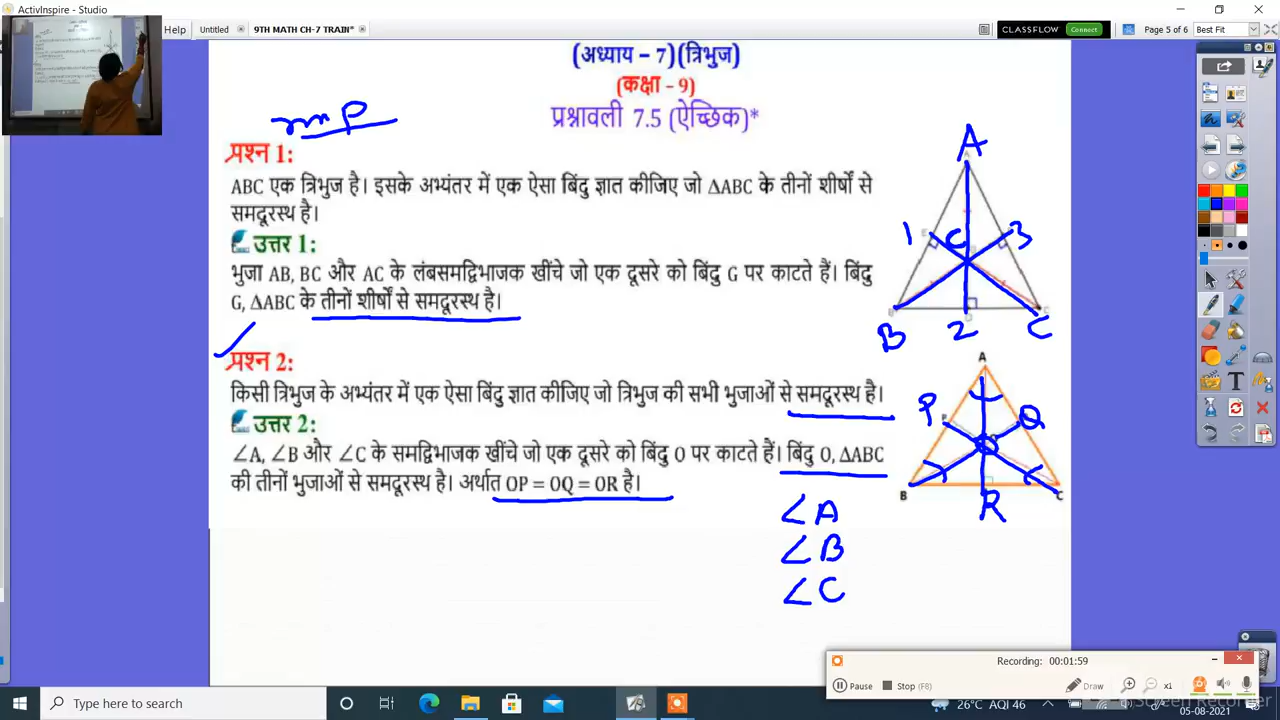 ActivInspire - Studio
Help
Untitled
9TH MATH CH-7 TRAIN*
CLASSFLOW
Connect
Page 5 of 6
Best Fit
(अध्याय – 7)(त्रिभुज)
(कक्षा - 9)
प्रश्नावली 7.5 (ऐच्छिक)*
प्रश्न 1:
ABC एक त्रिभुज है। इसके अभ्यंतर में एक ऐसा बिंदु ज्ञात कीजिए जो ΔABC के तीनों शीर्षों से
समदूरस्थ है।
उत्तर 1:
भुजा AB, BC और AC के लंबसमद्विभाजक खींचे जो एक दूसरे को बिंदु G पर काटते हैं। बिंदु
G, ΔABC के तीनों शीर्षों से समदूरस्थ है।
A
1
G
3
B
2
C
प्रश्न 2:
किसी त्रिभुज के अभ्यंतर में एक ऐसा बिंदु ज्ञात कीजिए जो त्रिभुज की सभी भुजाओं से समदूरस्थ है।
उत्तर 2:
∠A, ∠B और ∠C के समद्विभाजक खींचे जो एक दूसरे को बिंदु O पर काटते हैं। बिंदु O, ΔABC
की तीनों भुजाओं से समदूरस्थ है। अर्थात OP = OQ = OR है।
A
P
Q
O
B
R
C
∠A
∠B
∠C
Recording: 00:01:59
Pause
Stop (F8)
Draw
x1
Type here to search
26°C AQI 46
05-08-2021
Screen Recorder